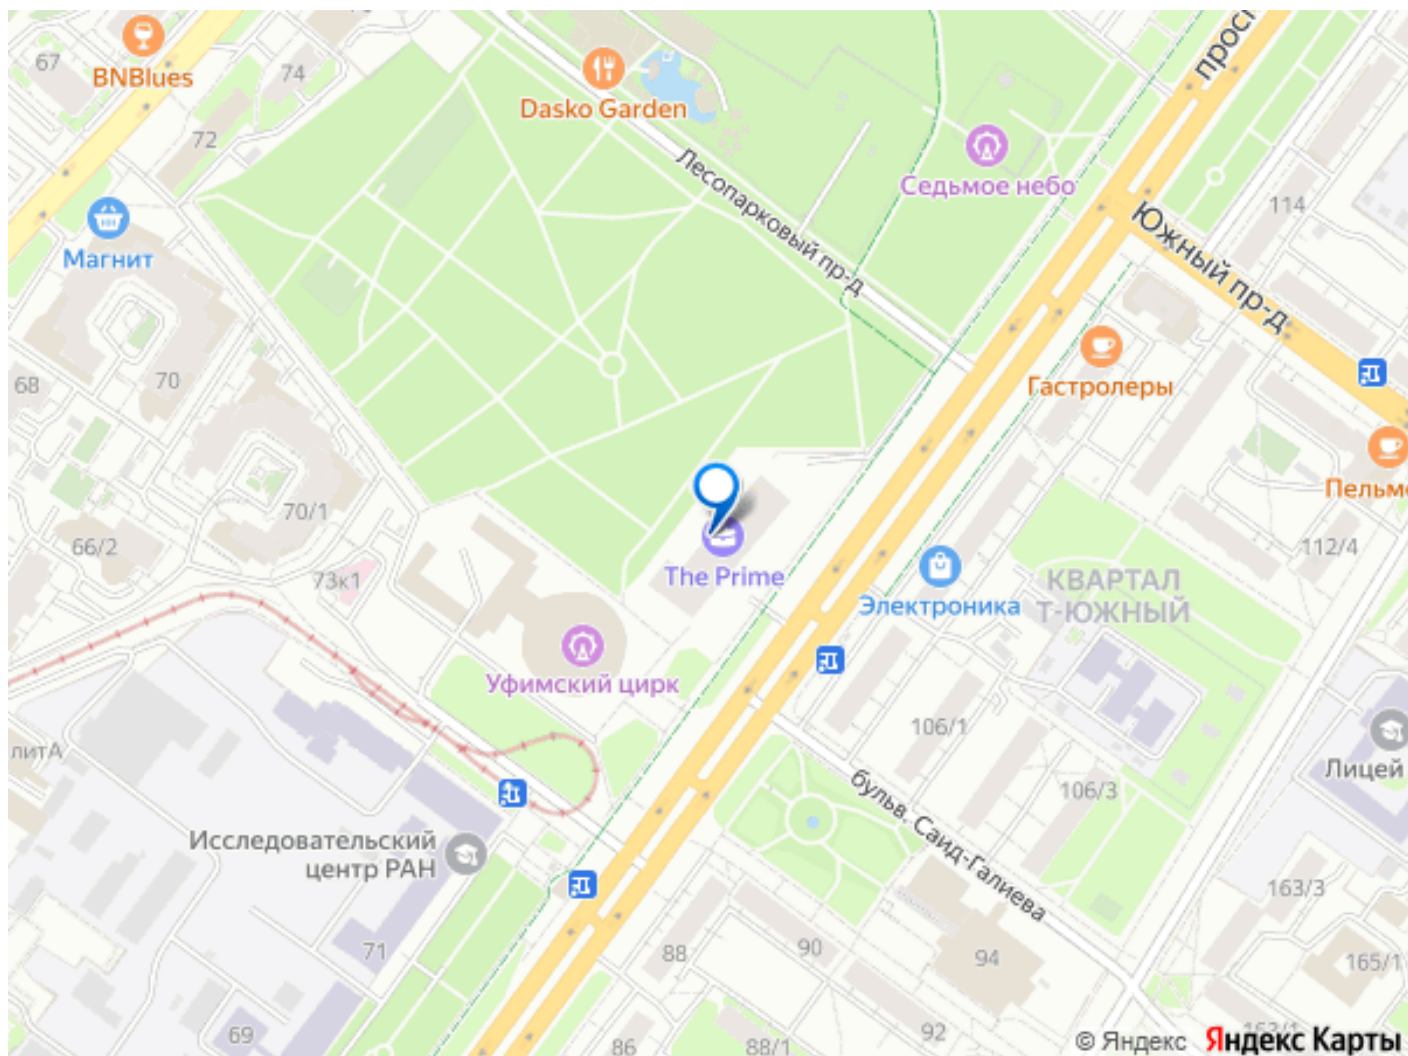 67
BNBlues
74
72
Dasko Garden
Лесопарковый пр-д
Седьмое небо
просп
114
Южный пр-д
Магнит
Гастролеры
68
70
70/1
66/2
Пельме
112/4
The Prime
Электроника
КВАРТАЛ
Т-ЮЖНЫЙ
73к1
Уфимский цирк
литА
106/1
106/3
Лицей
бульв. Саид-Галиева
Исследовательский
центр РАН
163/3
71
88
90
94
165/1
69
86
88/1
92
© Яндекс
Яндекс Карты